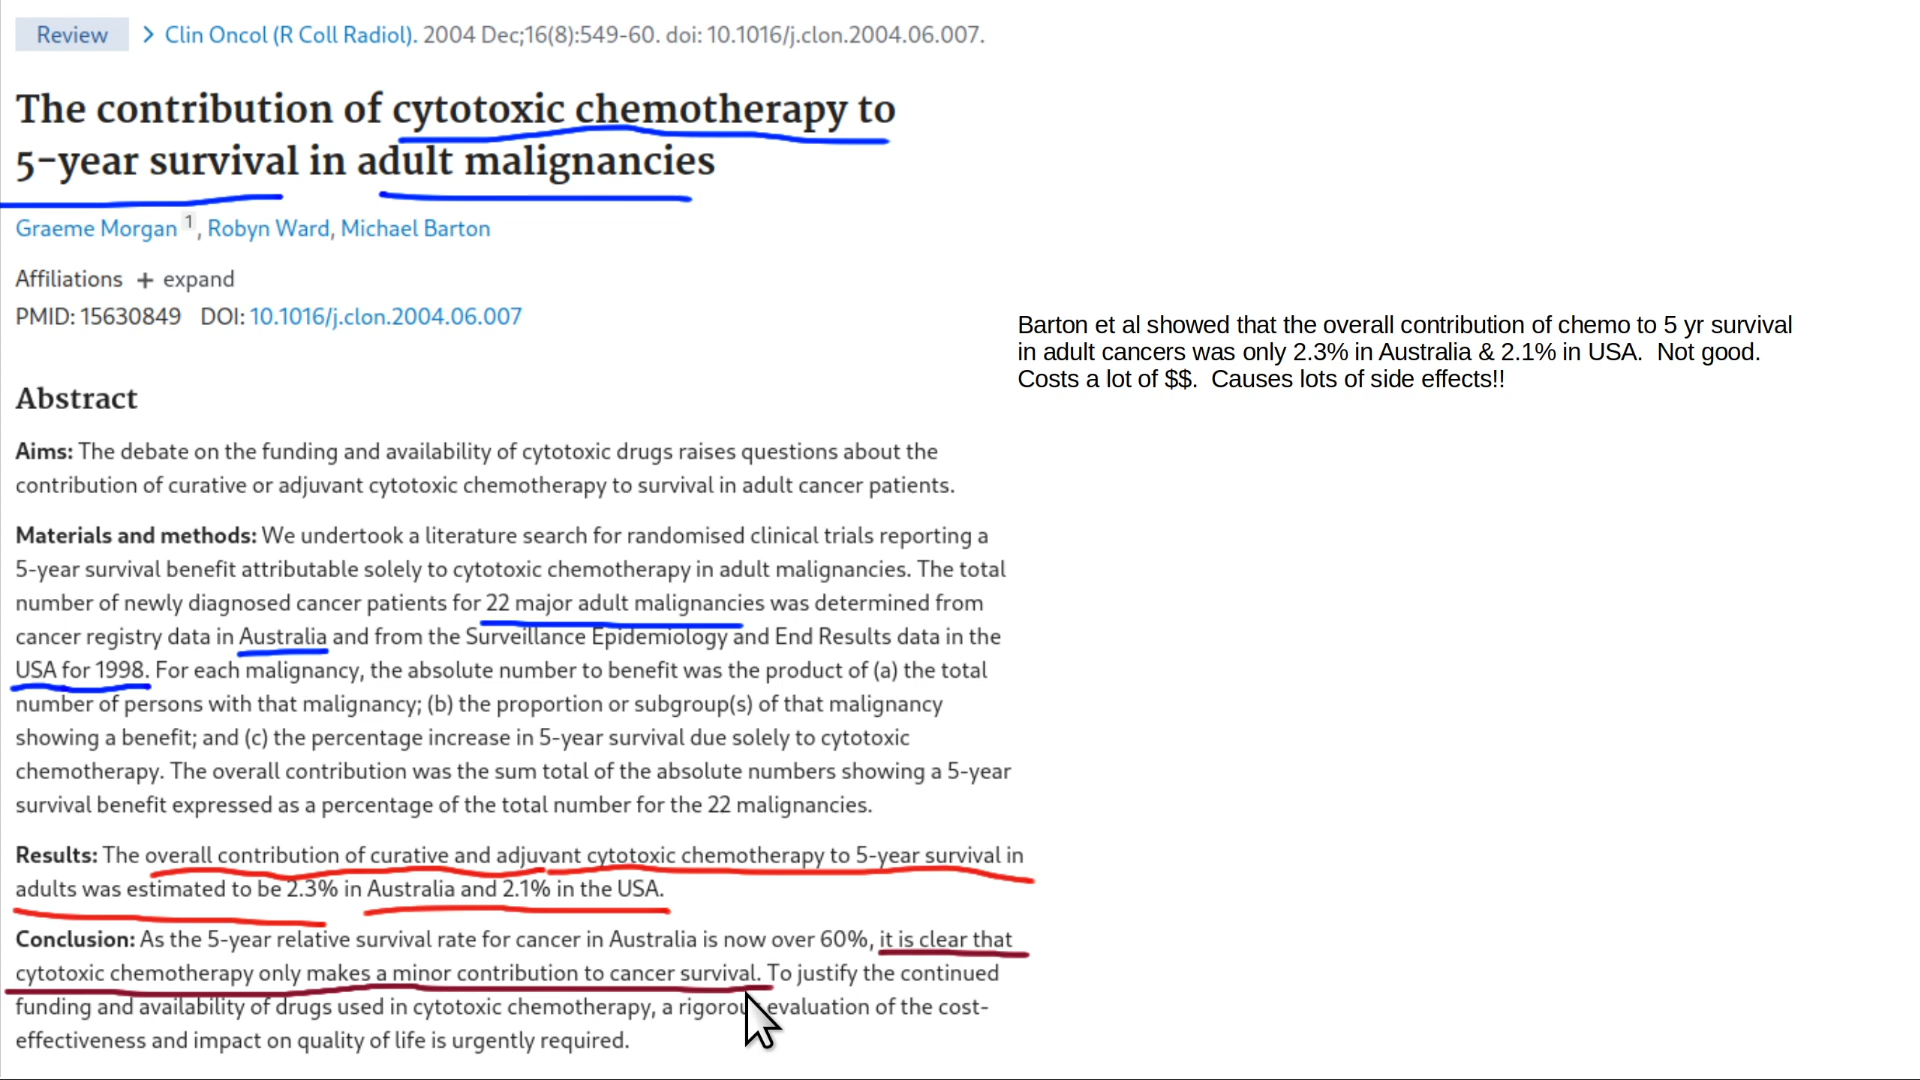 Review > Clin Oncol (R Coll Radiol). 2004 Dec;16(8):549-60. doi: 10.1016/j.clon.2004.06.007.
The contribution of cytotoxic chemotherapy to
5-year survival in adult malignancies
Graeme Morgan 1, Robyn Ward, Michael Barton
Affiliations + expand
PMID: 15630849 DOI: 10.1016/j.clon.2004.06.007
Abstract
Aims: The debate on the funding and availability of cytotoxic drugs raises questions about the
contribution of curative or adjuvant cytotoxic chemotherapy to survival in adult cancer patients.
Materials and methods: We undertook a literature search for randomised clinical trials reporting a
5-year survival benefit attributable solely to cytotoxic chemotherapy in adult malignancies. The total
number of newly diagnosed cancer patients for 22 major adult malignancies was determined from
cancer registry data in Australia and from the Surveillance Epidemiology and End Results data in the
USA for 1998. For each malignancy, the absolute number to benefit was the product of (a) the total
number of persons with that malignancy; (b) the proportion or subgroup(s) of that malignancy
showing a benefit; and (c) the percentage increase in 5-year survival due solely to cytotoxic
chemotherapy. The overall contribution was the sum total of the absolute numbers showing a 5-year
survival benefit expressed as a percentage of the total number for the 22 malignancies.
Results: The overall contribution of curative and adjuvant cytotoxic chemotherapy to 5-year survival in
adults was estimated to be 2.3% in Australia and 2.1% in the USA.
Conclusion: As the 5-year relative survival rate for cancer in Australia is now over 60%, it is clear that
cytotoxic chemotherapy only makes a minor contribution to cancer survival. To justify the continued
funding and availability of drugs used in cytotoxic chemotherapy, a rigorous evaluation of the cost-
effectiveness and impact on quality of life is urgently required.
Barton et al showed that the overall contribution of chemo to 5 yr survival
in adult cancers was only 2.3% in Australia & 2.1% in USA. Not good.
Costs a lot of $$. Causes lots of side effects!!